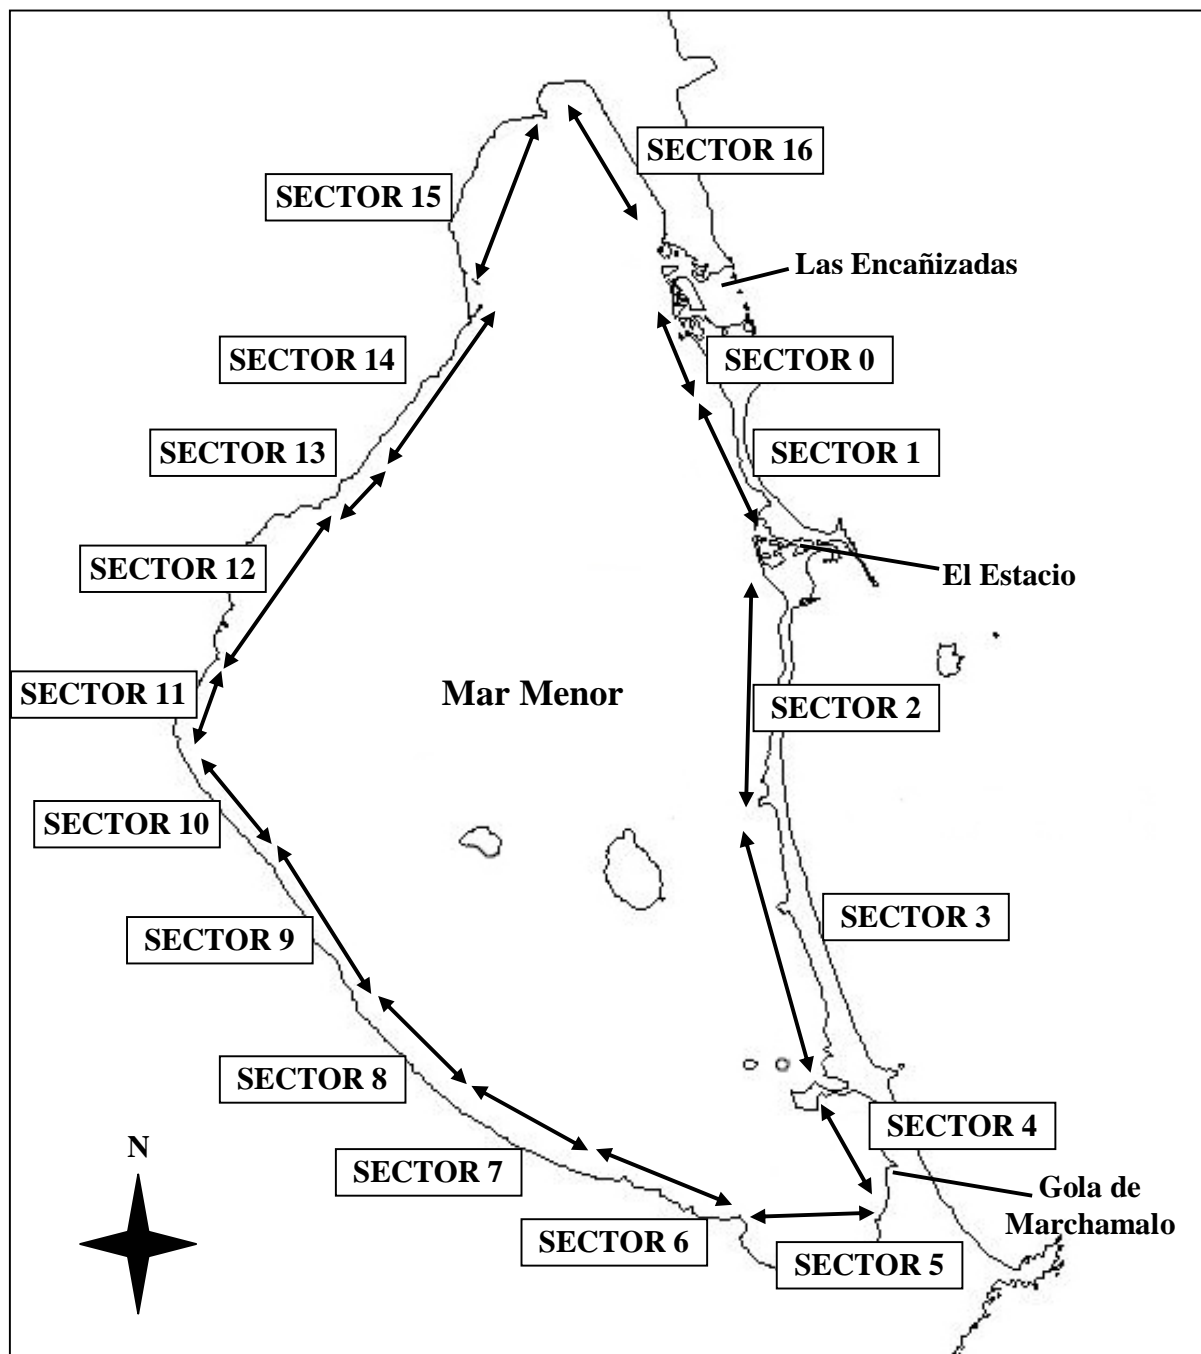 SECTOR 16
SECTOR 15
Las Encañizadas
SECTOR 14
SECTOR 0
SECTOR 13
SECTOR 1
SECTOR 12
El Estacio
SECTOR 11
Mar Menor
SECTOR 2
SECTOR 10
SECTOR 3
SECTOR 9
SECTOR 8
SECTOR 4
N
SECTOR 7
Gola de
Marchamalo
SECTOR 6
SECTOR 5